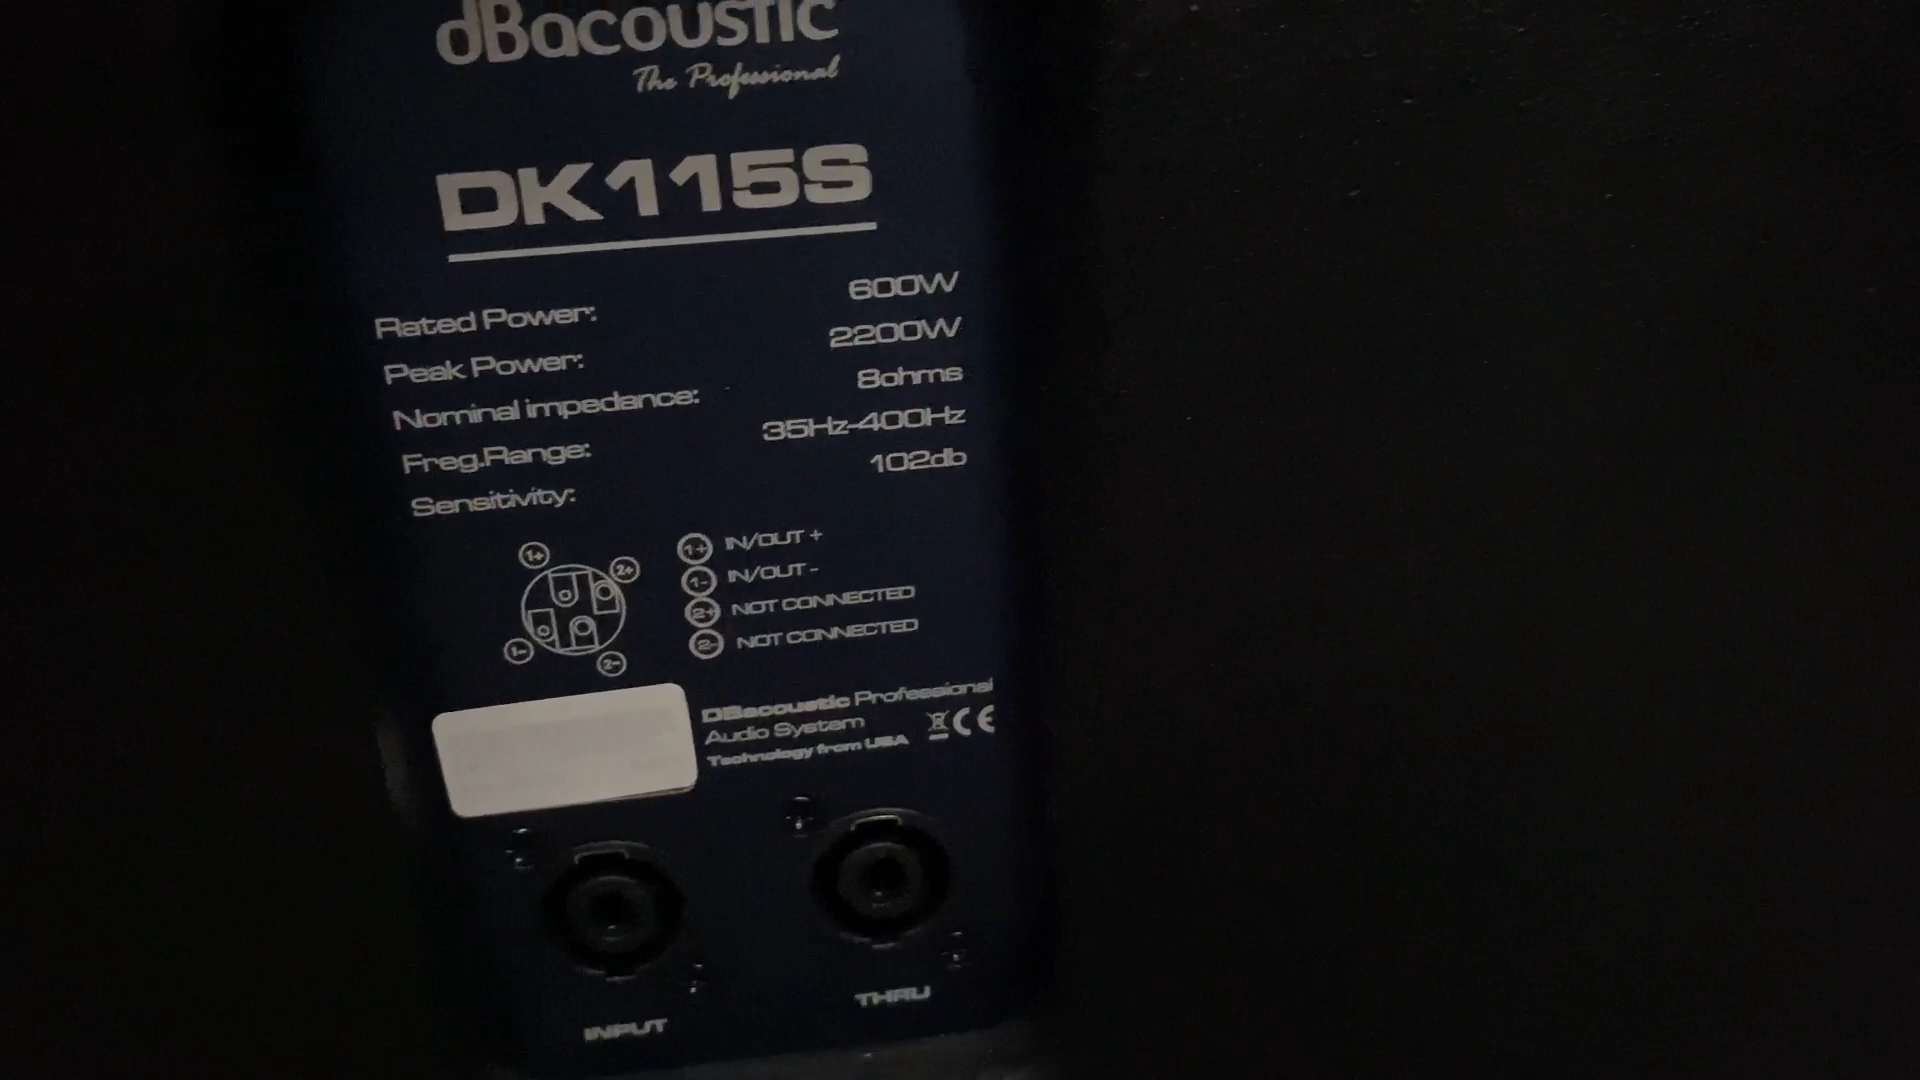 dBacoustic
The Professional
DK115S
Rated Power: 600W
Peak Power: 2200W
Nominal impedance: 8ohms
Freg.Range: 35Hz-400Hz
Sensitivity: 102db
1+ 2+ 1- 2-
1+ IN/OUT +
1- IN/OUT -
2+ NOT CONNECTED
2- NOT CONNECTED
DBacoustic Professional
Audio System
Technology from USA CE
INPUT THRU